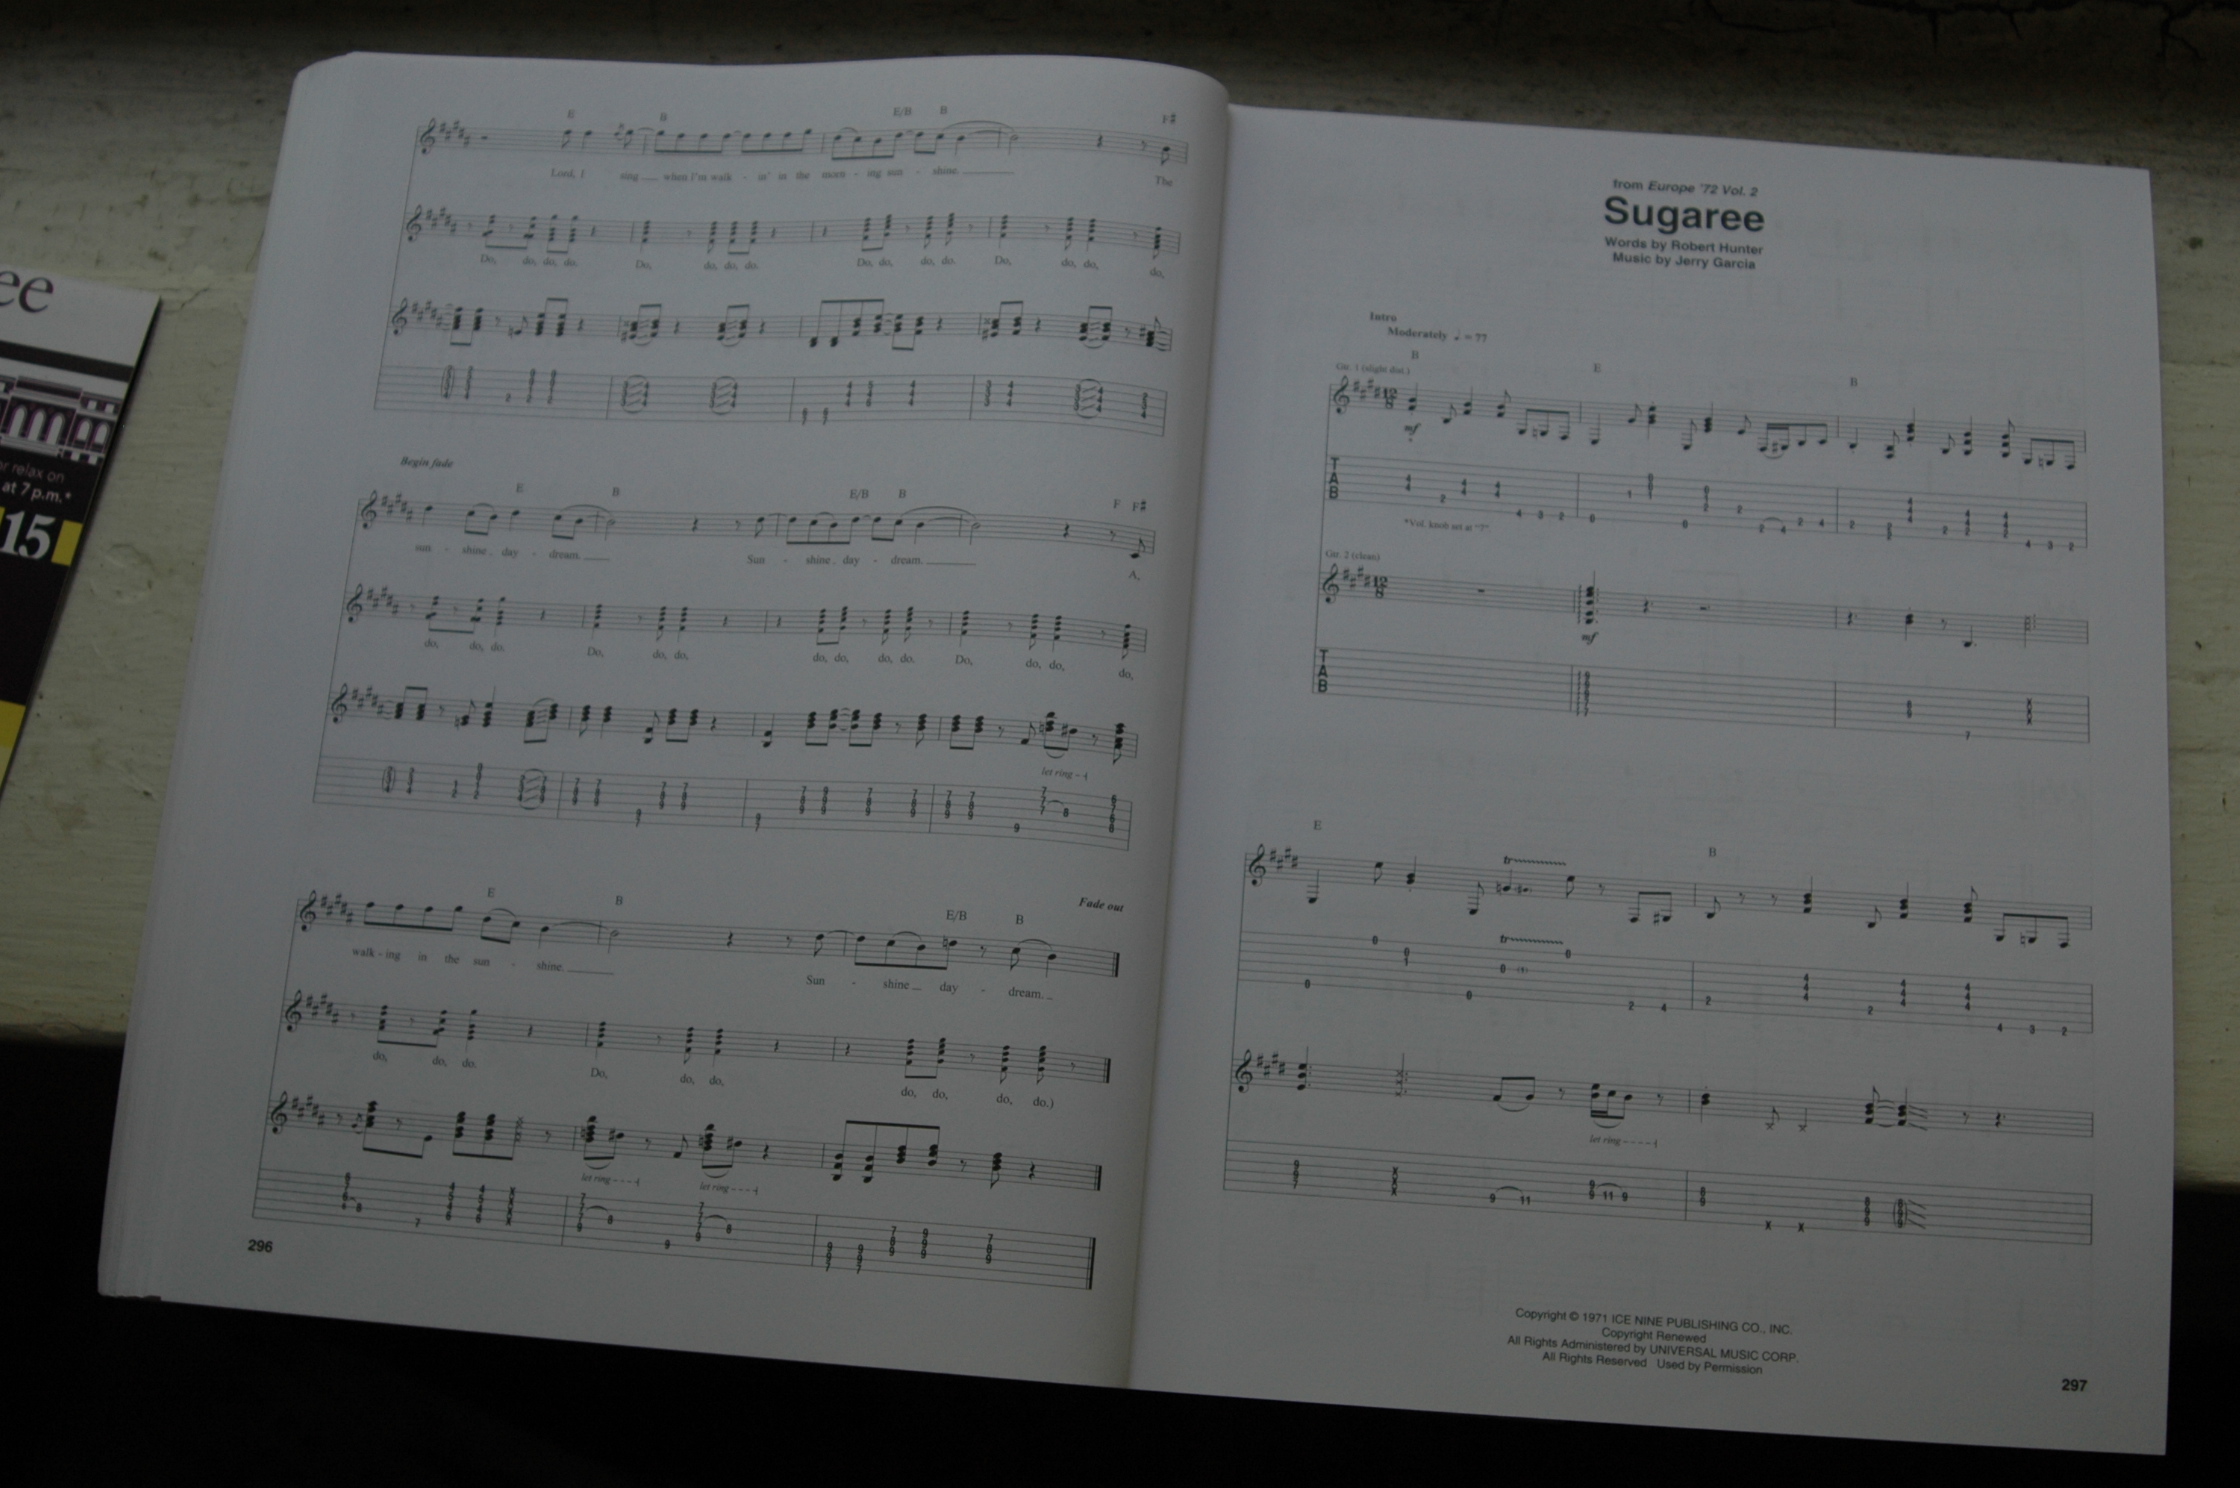 ee
or relax on
at 7 p.m.*
15
E B E/B B F#
Lord, I sing when I'm walk - in' in the morn - ing sun - shine. The
Do, do, do, do. Do, do, do, do. Do, do, do, do. Do, do, do, do,
Begin fade
E B E/B B F F#
sun - shine day - dream. Sun - shine day - dream. A,
do, do, do. Do, do, do, do, do, do, do. Do, do, do, do,
let ring
E B E/B B Fade out
walk - ing in the sun - shine. Sun - shine day - dream.
do, do, do. Do, do, do, do, do, do, do.)
let ring let ring
296
from Europe '72 Vol. 2
Sugaree
Words by Robert Hunter
Music by Jerry Garcia
Intro
Moderately ♩. = 77
B E B
Gtr. 1 (slight dist.)
12
8
mf
*
T
A
B
*Vol. knob set at "7".
Gtr. 2 (clean)
12
8
mf
T
A
B
E B
tr
tr
let ring
Copyright © 1971 ICE NINE PUBLISHING CO., INC.
Copyright Renewed
All Rights Administered by UNIVERSAL MUSIC CORP.
All Rights Reserved Used by Permission
297